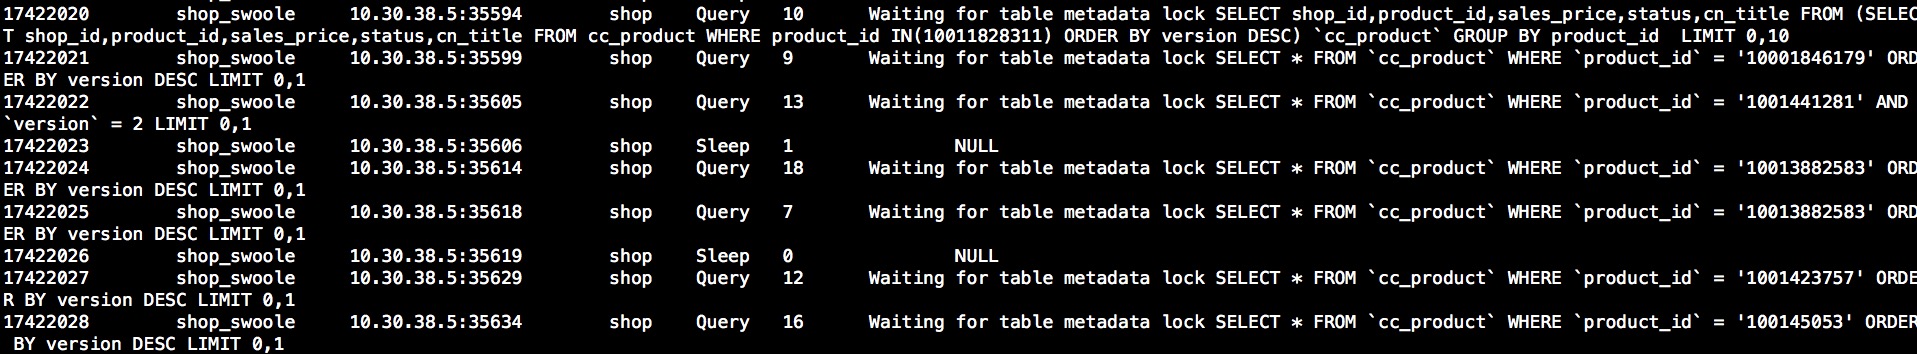 17422020 shop_swoole 10.30.38.5:35594 shop Query 10 Waiting for table metadata lock SELECT shop_id,product_id,sales_price,status,cn_title FROM (SELEC
T shop_id,product_id,sales_price,status,cn_title FROM cc_product WHERE product_id IN(10011828311) ORDER BY version DESC) `cc_product` GROUP BY product_id  LIMIT 0,10
17422021 shop_swoole 10.30.38.5:35599 shop Query 9 Waiting for table metadata lock SELECT * FROM `cc_product` WHERE `product_id` = '10001846179' ORD
ER BY version DESC LIMIT 0,1
17422022 shop_swoole 10.30.38.5:35605 shop Query 13 Waiting for table metadata lock SELECT * FROM `cc_product` WHERE `product_id` = '1001441281' AND
`version` = 2 LIMIT 0,1
17422023 shop_swoole 10.30.38.5:35606 shop Sleep 1 NULL
17422024 shop_swoole 10.30.38.5:35614 shop Query 18 Waiting for table metadata lock SELECT * FROM `cc_product` WHERE `product_id` = '10013882583' ORD
ER BY version DESC LIMIT 0,1
17422025 shop_swoole 10.30.38.5:35618 shop Query 7 Waiting for table metadata lock SELECT * FROM `cc_product` WHERE `product_id` = '10013882583' ORD
ER BY version DESC LIMIT 0,1
17422026 shop_swoole 10.30.38.5:35619 shop Sleep 0 NULL
17422027 shop_swoole 10.30.38.5:35629 shop Query 12 Waiting for table metadata lock SELECT * FROM `cc_product` WHERE `product_id` = '1001423757' ORDE
R BY version DESC LIMIT 0,1
17422028 shop_swoole 10.30.38.5:35634 shop Query 16 Waiting for table metadata lock SELECT * FROM `cc_product` WHERE `product_id` = '100145053' ORDER
BY version DESC LIMIT 0,1